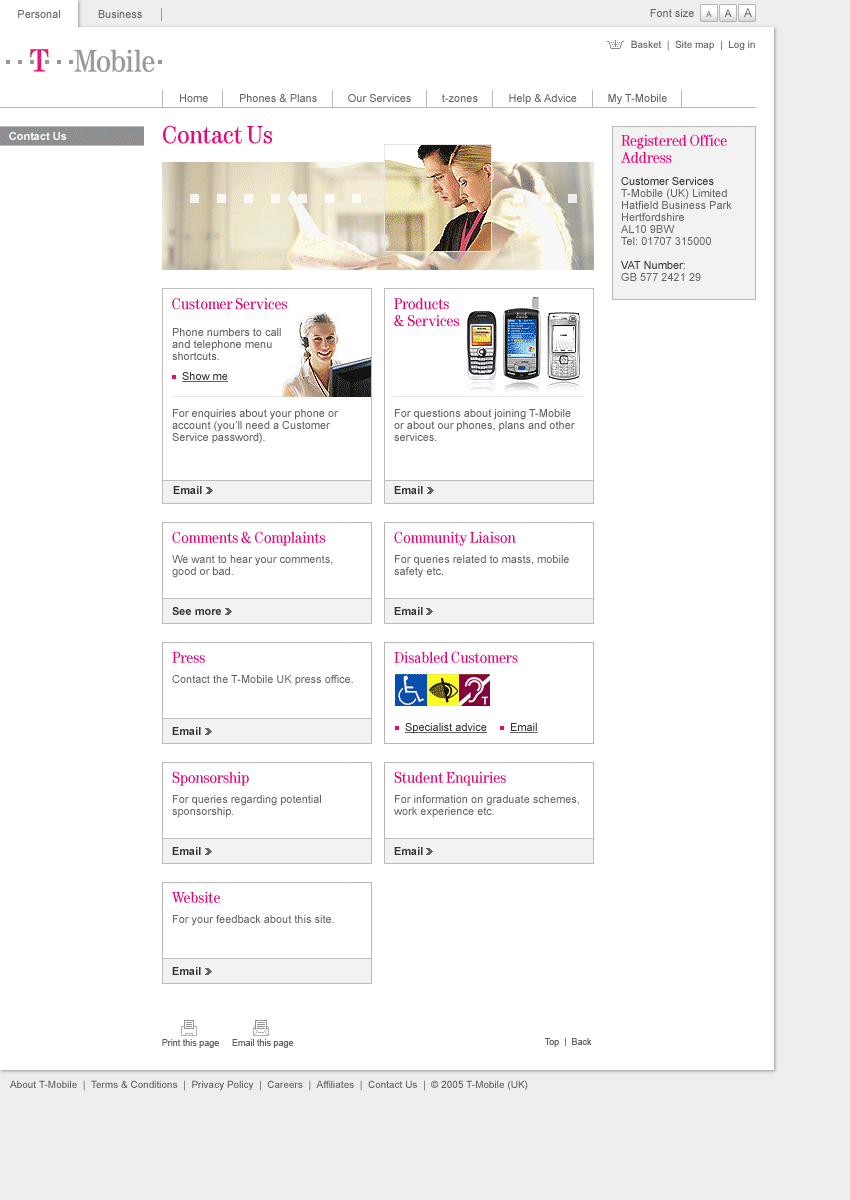 Personal
Business
Font size A A A
Basket | Site map | Log in
T-Mobile
Home
Phones & Plans
Our Services
t-zones
Help & Advice
My T-Mobile
Contact Us
Contact Us
Registered Office
Address
Customer Services
T-Mobile (UK) Limited
Hatfield Business Park
Hertfordshire
AL10 9BW
Tel: 01707 315000
VAT Number:
GB 577 2421 29
Customer Services
Phone numbers to call
and telephone menu
shortcuts.
Show me
For enquiries about your phone or
account (you'll need a Customer
Service password).
Email
Products
& Services
For questions about joining T-Mobile
or about our phones, plans and other
services.
Email
Comments & Complaints
We want to hear your comments,
good or bad.
See more
Community Liaison
For queries related to masts, mobile
safety etc.
Email
Press
Contact the T-Mobile UK press office.
Email
Disabled Customers
T
Specialist advice
Email
Sponsorship
For queries regarding potential
sponsorship.
Email
Student Enquiries
For information on graduate schemes,
work experience etc.
Email
Website
For your feedback about this site.
Email
Print this page
Email this page
Top | Back
About T-Mobile | Terms & Conditions | Privacy Policy | Careers | Affiliates | Contact Us | © 2005 T-Mobile (UK)